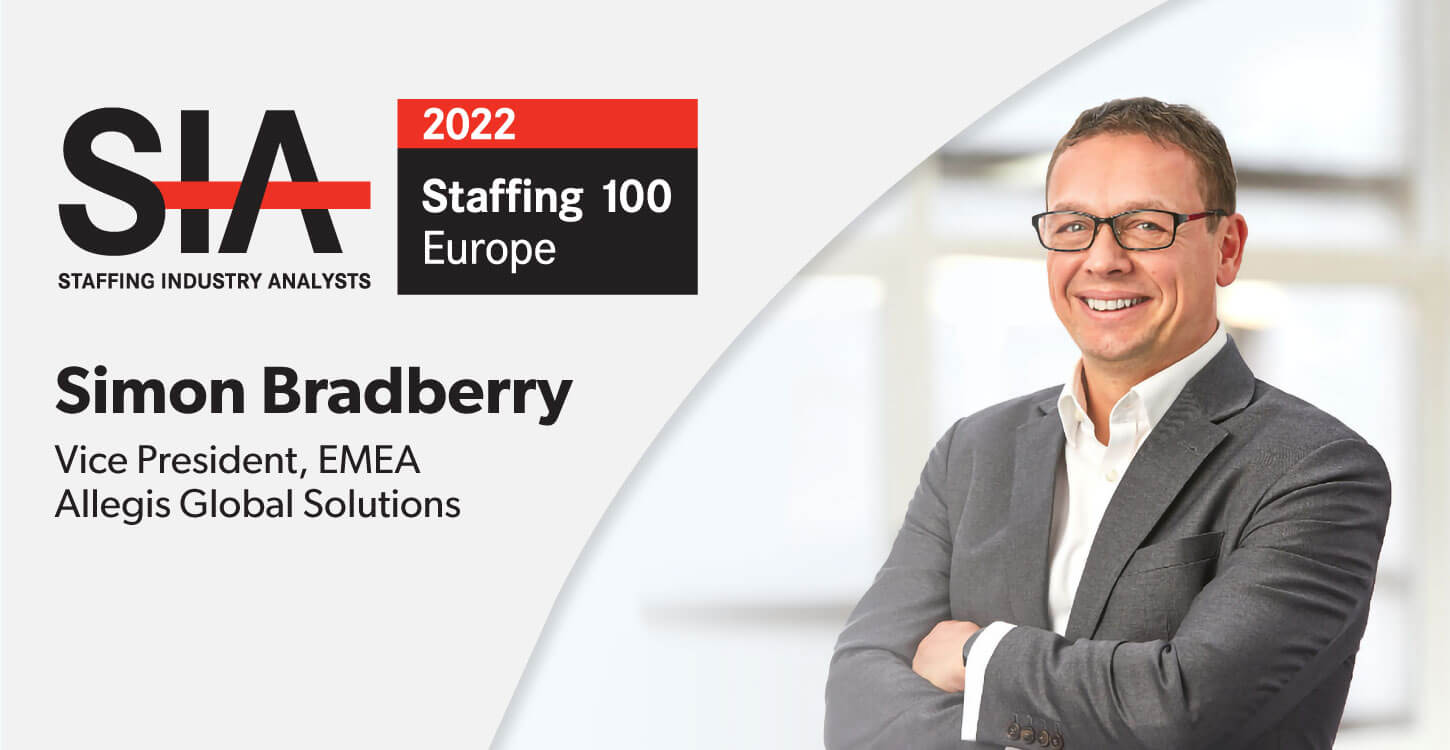 SIA
STAFFING INDUSTRY ANALYSTS
2022
Staffing 100
Europe
Simon Bradberry
Vice President, EMEA
Allegis Global Solutions